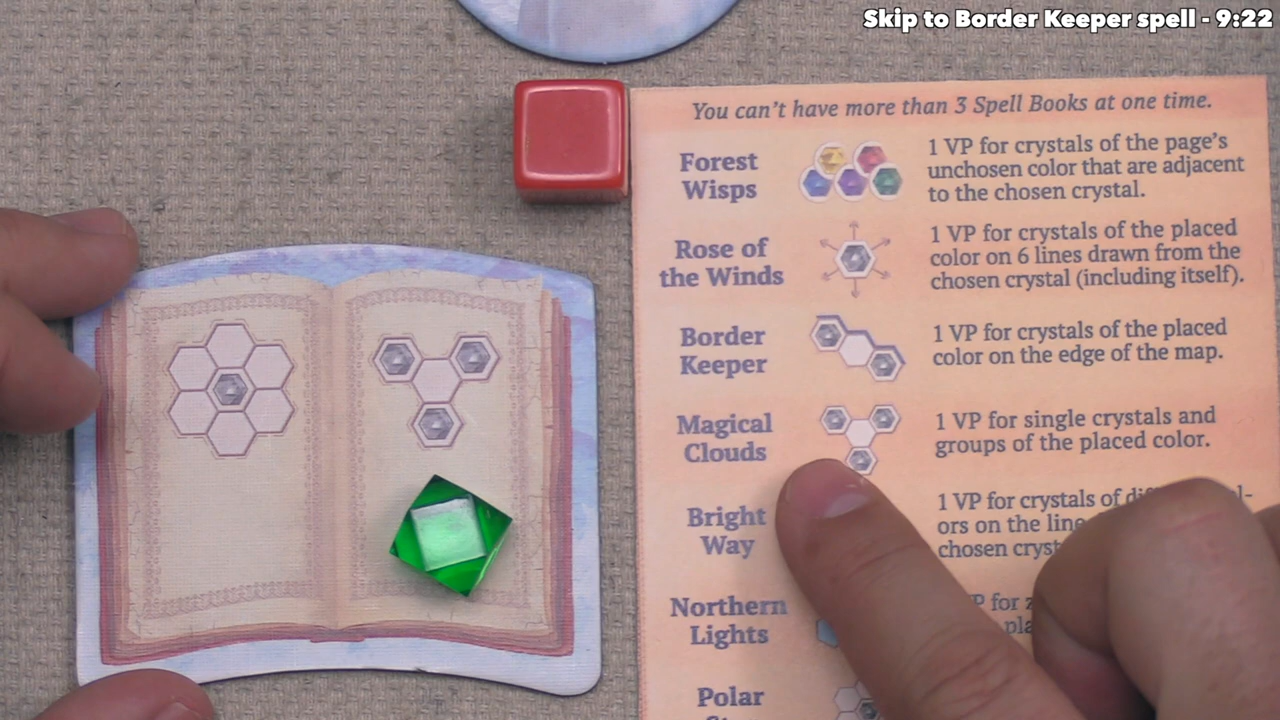 Skip to Border Keeper spell - 9:22
You can't have more than 3 Spell Books at one time.
Forest
Wisps
1 VP for crystals of the page's
unchosen color that are adjacent
to the chosen crystal.
Rose of
the Winds
1 VP for crystals of the placed
color on 6 lines drawn from the
chosen crystal (including itself).
Border
Keeper
1 VP for crystals of the placed
color on the edge of the map.
Magical
Clouds
1 VP for single crystals and
groups of the placed color.
Bright
Way
1 VP for crystals of
ors on the line
chosen
Northern
Lights
for
Polar